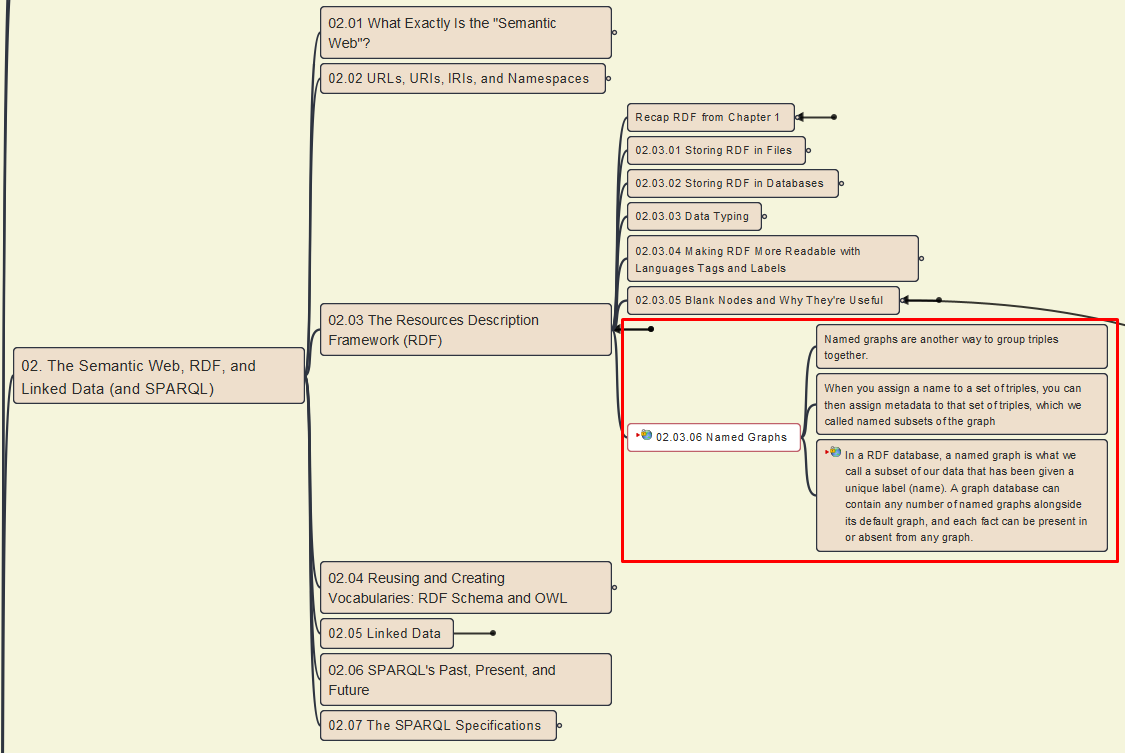 02. The Semantic Web, RDF, and
Linked Data (and SPARQL)
02.01 What Exactly Is the "Semantic
Web"?
02.02 URLs, URIs, IRIs, and Namespaces
02.03 The Resources Description
Framework (RDF)
Recap RDF from Chapter 1
02.03.01 Storing RDF in Files
02.03.02 Storing RDF in Databases
02.03.03 Data Typing
02.03.04 Making RDF More Readable with
Languages Tags and Labels
02.03.05 Blank Nodes and Why They're Useful
02.03.06 Named Graphs
Named graphs are another way to group triples
together.
When you assign a name to a set of triples, you can
then assign metadata to that set of triples, which we
called named subsets of the graph
In a RDF database, a named graph is what we
call a subset of our data that has been given a
unique label (name). A graph database can
contain any number of named graphs alongside
its default graph, and each fact can be present in
or absent from any graph.
02.04 Reusing and Creating
Vocabularies: RDF Schema and OWL
02.05 Linked Data
02.06 SPARQL's Past, Present, and
Future
02.07 The SPARQL Specifications